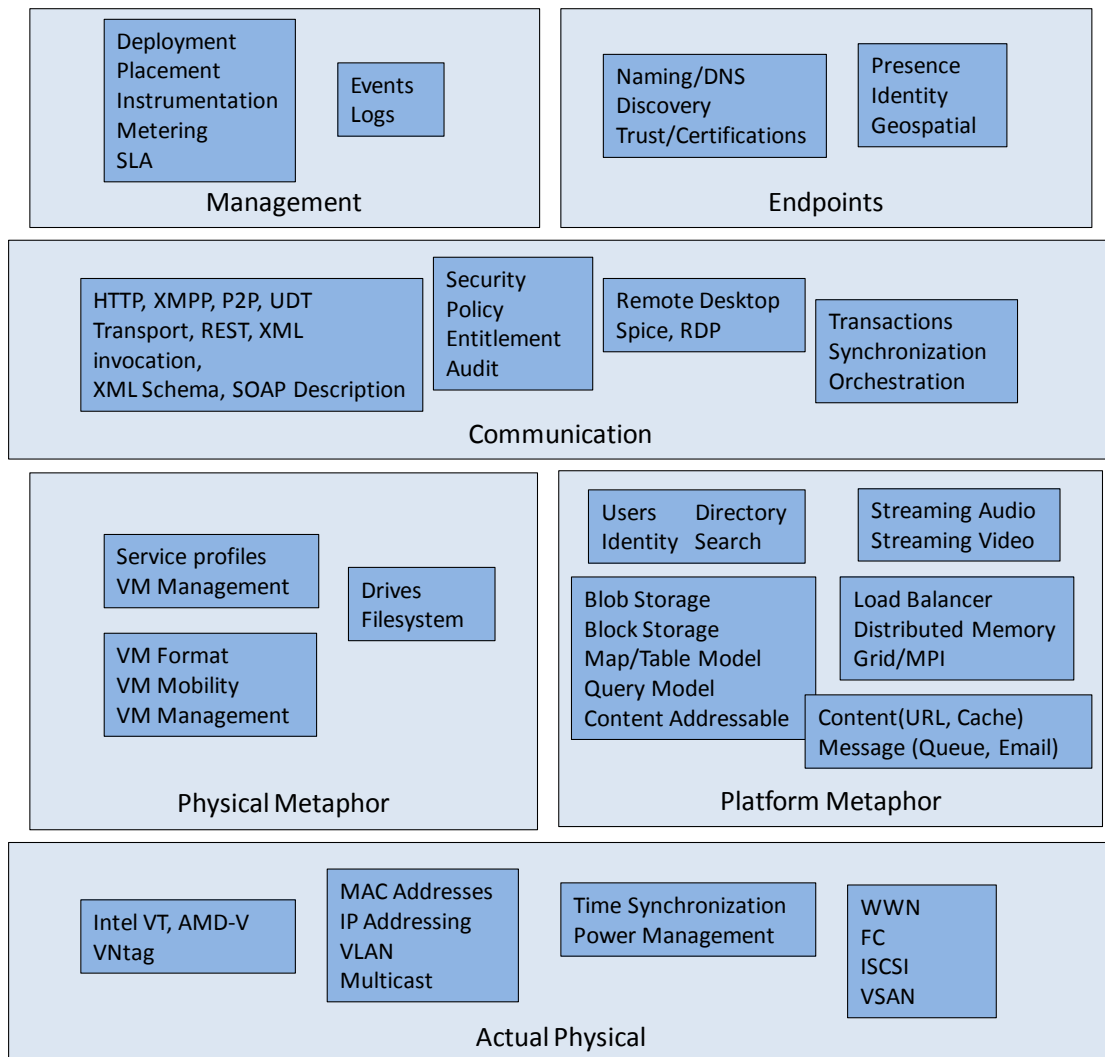 Deployment
Placement
Instrumentation
Metering
SLA
Events
Logs
Management
Naming/DNS
Discovery
Trust/Certifications
Presence
Identity
Geospatial
Endpoints
HTTP, XMPP, P2P, UDT
Transport, REST, XML
invocation,
XML Schema, SOAP Description
Security
Policy
Entitlement
Audit
Remote Desktop
Spice, RDP
Transactions
Synchronization
Orchestration
Communication
Service profiles
VM Management
Drives
Filesystem
VM Format
VM Mobility
VM Management
Physical Metaphor
Users Directory
Identity Search
Streaming Audio
Streaming Video
Blob Storage
Block Storage
Map/Table Model
Query Model
Content Addressable
Load Balancer
Distributed Memory
Grid/MPI
Content(URL, Cache)
Message (Queue, Email)
Platform Metaphor
Intel VT, AMD-V
VNtag
MAC Addresses
IP Addressing
VLAN
Multicast
Time Synchronization
Power Management
WWN
FC
ISCSI
VSAN
Actual Physical